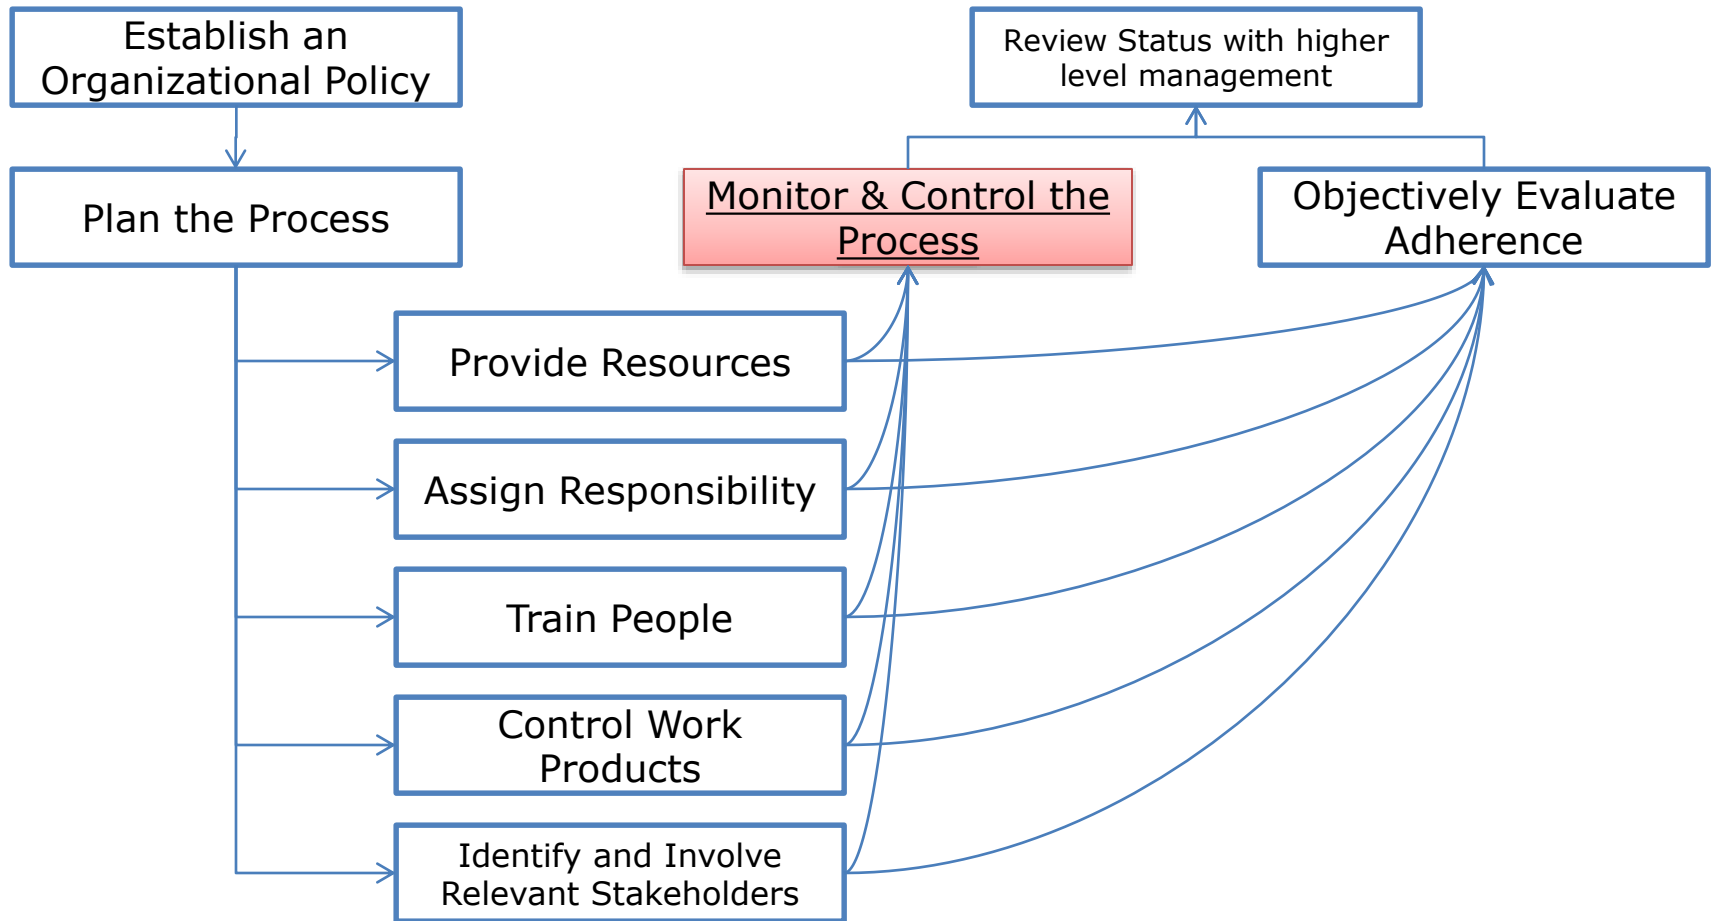 Establish an
Organizational Policy
Review Status with higher
level management
Plan the Process
Monitor & Control the
Process
Objectively Evaluate
Adherence
Provide Resources
Assign Responsibility
Train People
Control Work
Products
Identify and Involve
Relevant Stakeholders